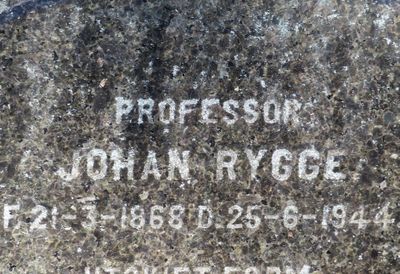 PROFESSOR
JOHAN RYGGE
F. 21-3-1868 D. 25-6-1944